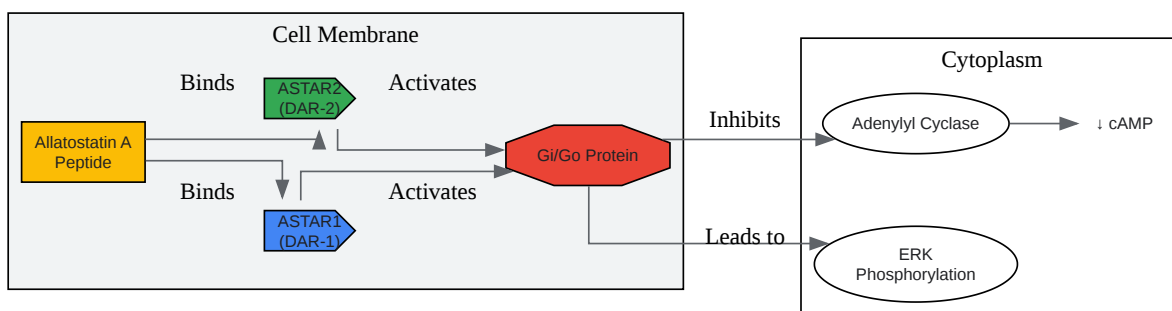 Cell Membrane
Cytoplasm
Binds
ASTAR2
(DAR-2)
Activates
Allatostatin A
Peptide
Gi/Go Protein
Inhibits
Adenylyl Cyclase
↓ cAMP
Binds
ASTAR1
(DAR-1)
Activates
Leads to
ERK
Phosphorylation